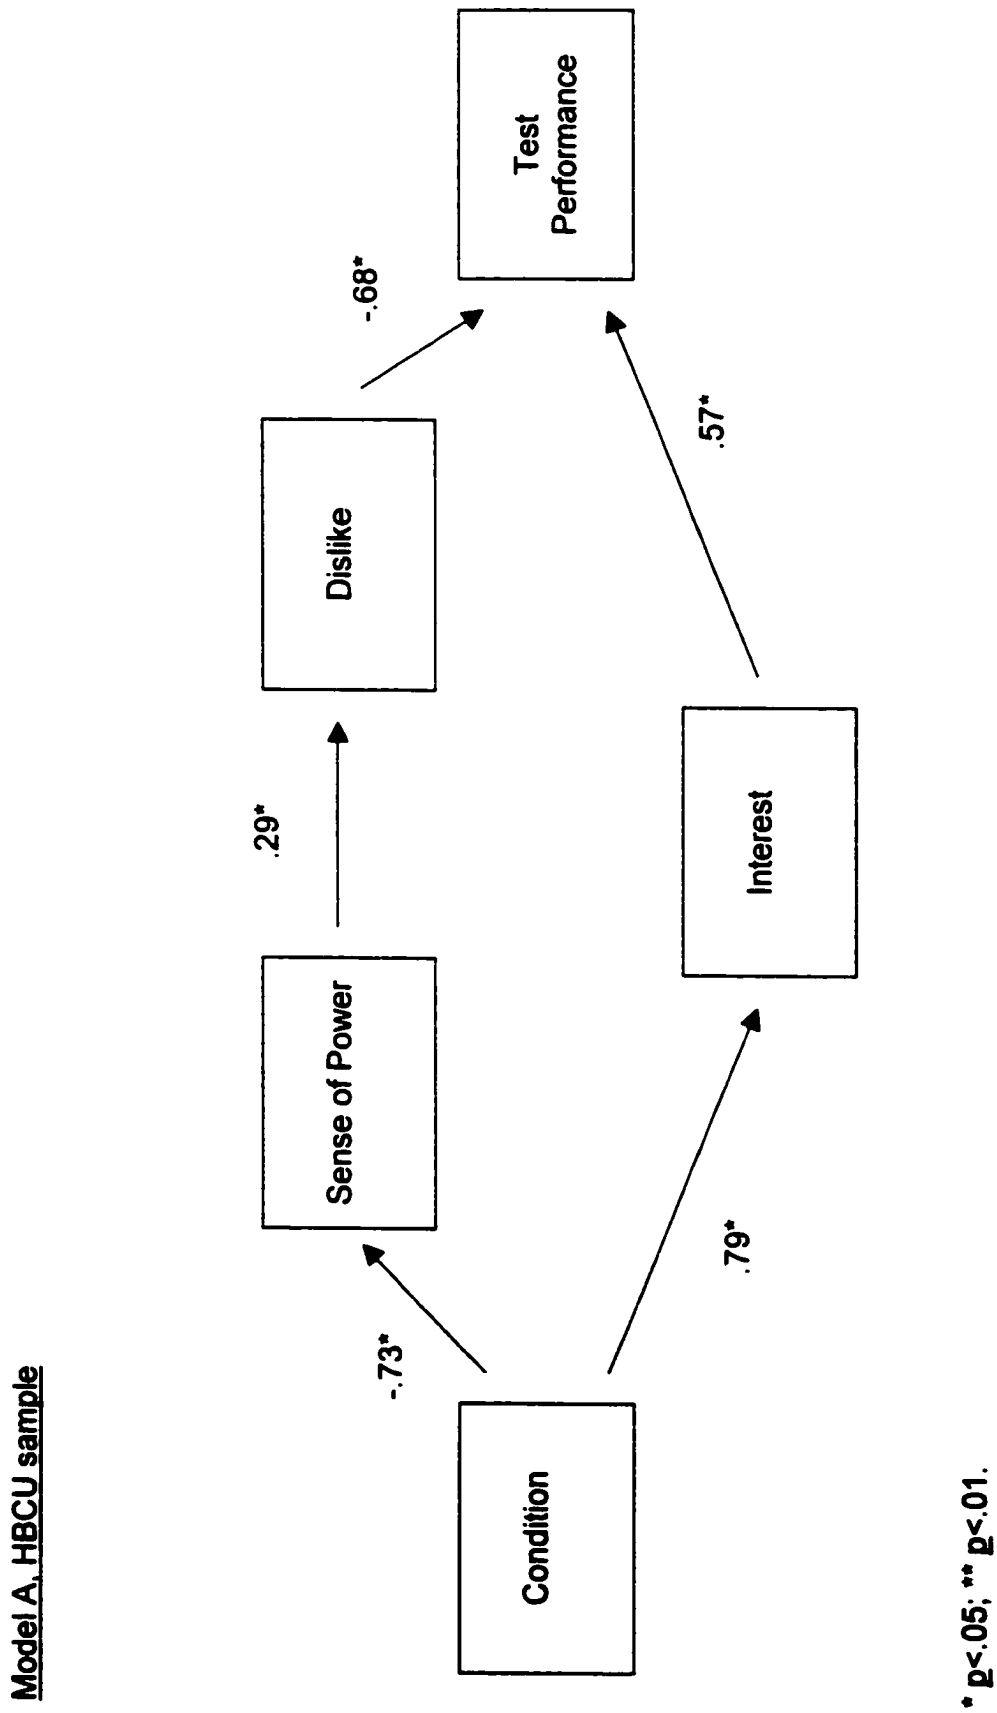 Model A, HBCU sample
-.73*
.29*
-.68*
Condition
Sense of Power
Dislike
Test
Performance
Interest
.79*
.57*
* p<.05; ** p<.01.